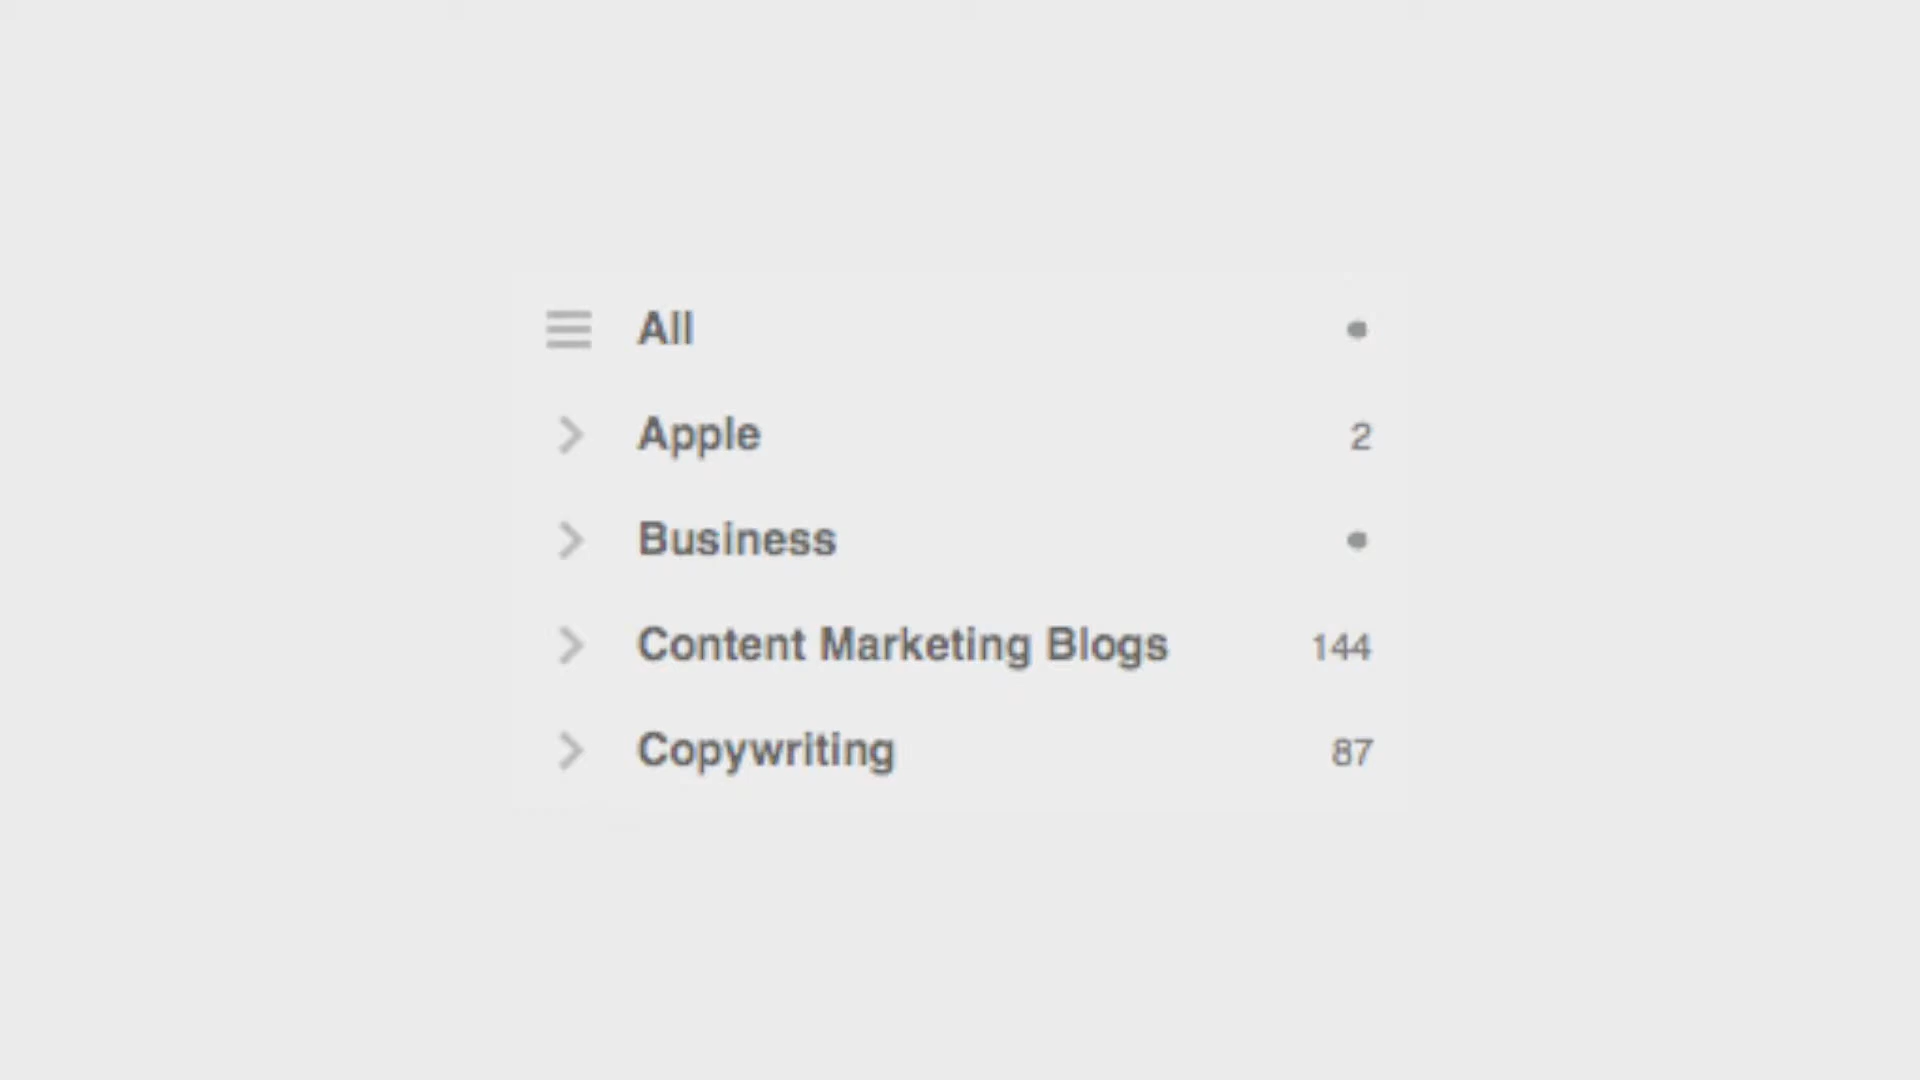 All
Apple 2
Business
Content Marketing Blogs 144
Copywriting 87